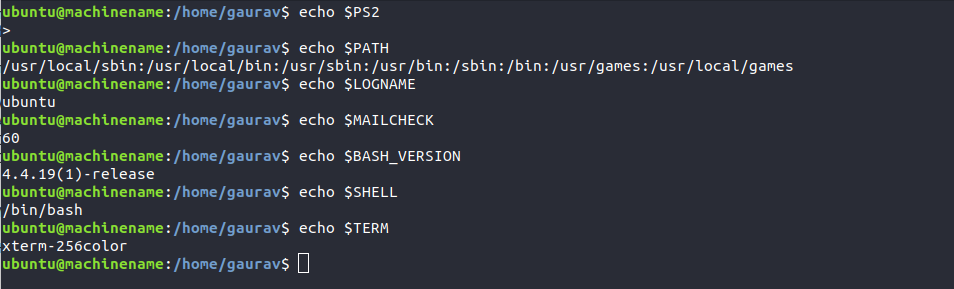 ubuntu@machinename:/home/gaurav$ echo $PS2
>
ubuntu@machinename:/home/gaurav$ echo $PATH
/usr/local/sbin:/usr/local/bin:/usr/sbin:/usr/bin:/sbin:/bin:/usr/games:/usr/local/games
ubuntu@machinename:/home/gaurav$ echo $LOGNAME
ubuntu
ubuntu@machinename:/home/gaurav$ echo $MAILCHECK
60
ubuntu@machinename:/home/gaurav$ echo $BASH_VERSION
4.4.19(1)-release
ubuntu@machinename:/home/gaurav$ echo $SHELL
/bin/bash
ubuntu@machinename:/home/gaurav$ echo $TERM
xterm-256color
ubuntu@machinename:/home/gaurav$